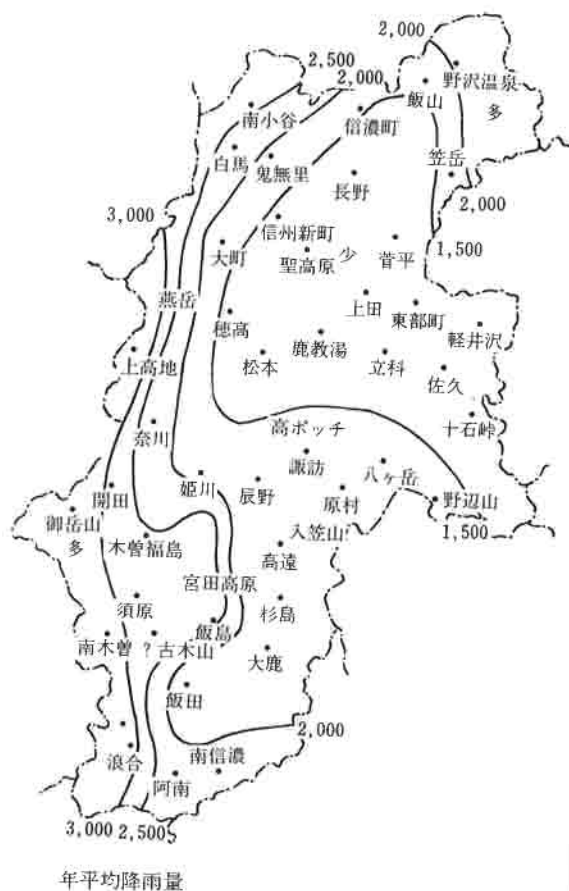 2,000
2,500
2,000
野沢温泉
飯山
多
南小谷
信濃町
白馬
鬼無里
笠岳
長野
2,000
3,000
信州新町
大町
聖高原
少
菅平
1,500
燕岳
上田
東部町
穂高
鹿教湯
軽井沢
上高地
松本
立科
佐久
奈川
高ボッチ
十石峠
諏訪
八ヶ岳
姫川
辰野
開田
原村
野辺山
御岳山
入笠山
1,500
多
木曽福島
高遠
宮田高原
須原
杉島
飯島
南木曽
?
古木山
大鹿
飯田
2,000
南信濃
浪合
阿南
3,000
2,500
年平均降雨量